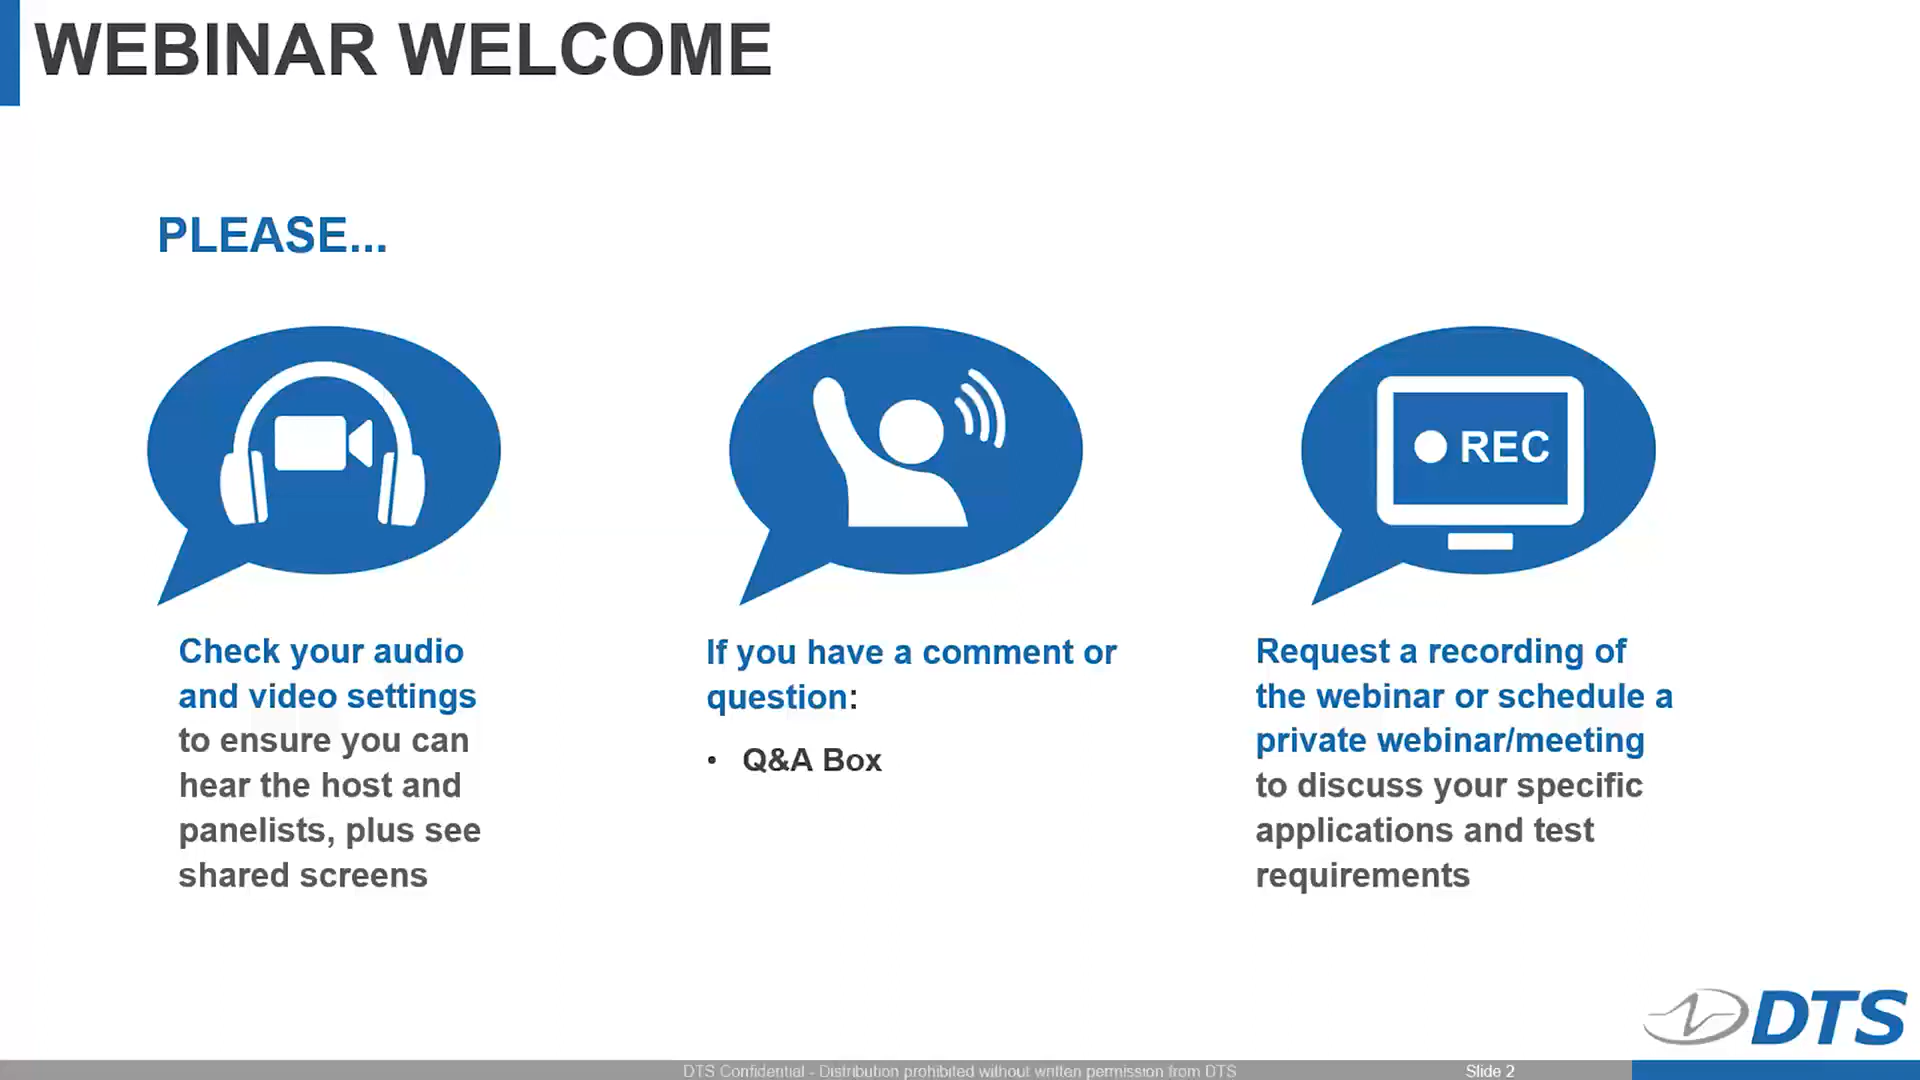 WEBINAR WELCOME
PLEASE...
REC
Check your audio
and video settings
to ensure you can
hear the host and
panelists, plus see
shared screens
If you have a comment or
question:
• Q&A Box
Request a recording of
the webinar or schedule a
private webinar/meeting
to discuss your specific
applications and test
requirements
DTS
DTS Confidential - Distribution prohibited without written permission from DTS
Slide 2